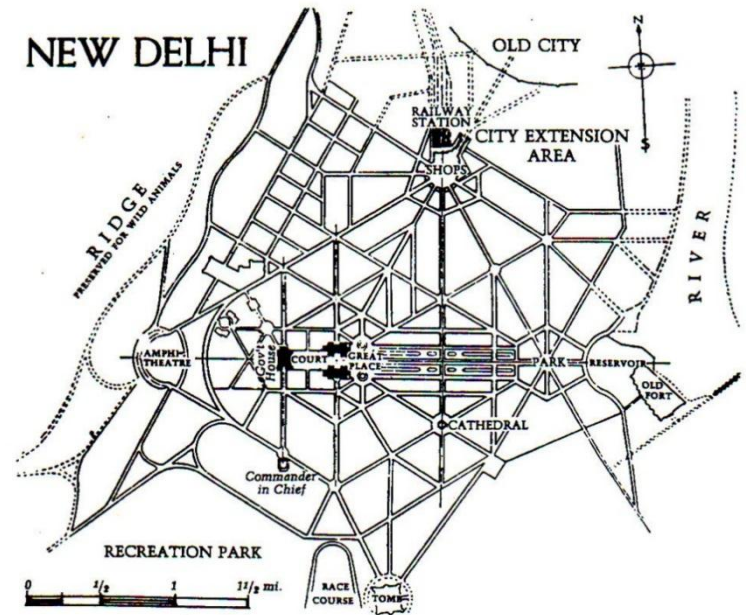 NEW DELHI
OLD CITY
N
S
RAILWAY
STATION
CITY EXTENSION
AREA
SHOPS
RIDGE
PRESERVED FOR WILD ANIMALS
RIVER
AMPHI-
THEATRE
Gov't
House
COURT
GREAT
PLACE
PARK
RESERVOIR
OLD
FORT
CATHEDRAL
Commander
in Chief
RECREATION PARK
0 1/2 1 1 1/2 mi.
RACE
COURSE
TOMB